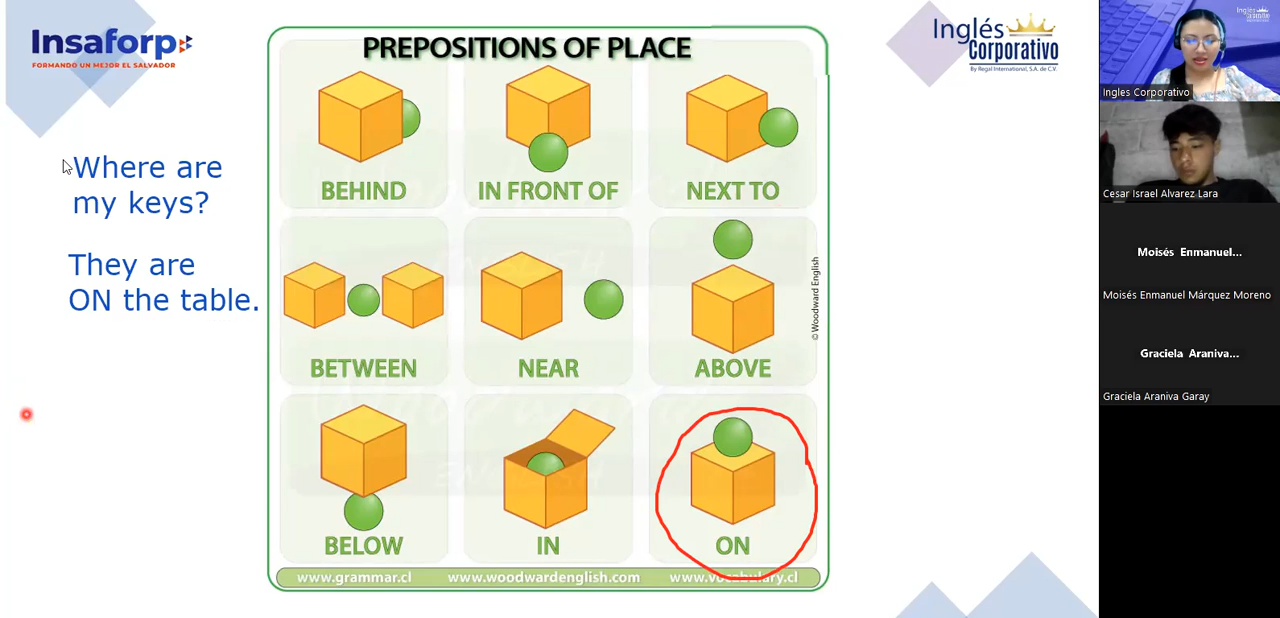 Insaforp
FORMANDO UN MEJOR EL SALVADOR
Where are
my keys?
They are
ON the table.
PREPOSITIONS OF PLACE
BEHIND
IN FRONT OF
NEXT TO
BETWEEN
NEAR
ABOVE
BELOW
IN
ON
© Woodward English
www.grammar.cl
www.woodwardenglish.com
www.vocabulary.cl
Inglés
Corporativo
By Regal International, S.A. de C.V.
Ingles Corporativo
Cesar Israel Alvarez Lara
Moisés Enmanuel...
Moisés Enmanuel Márquez Moreno
Graciela Araniva...
Graciela Araniva Garay